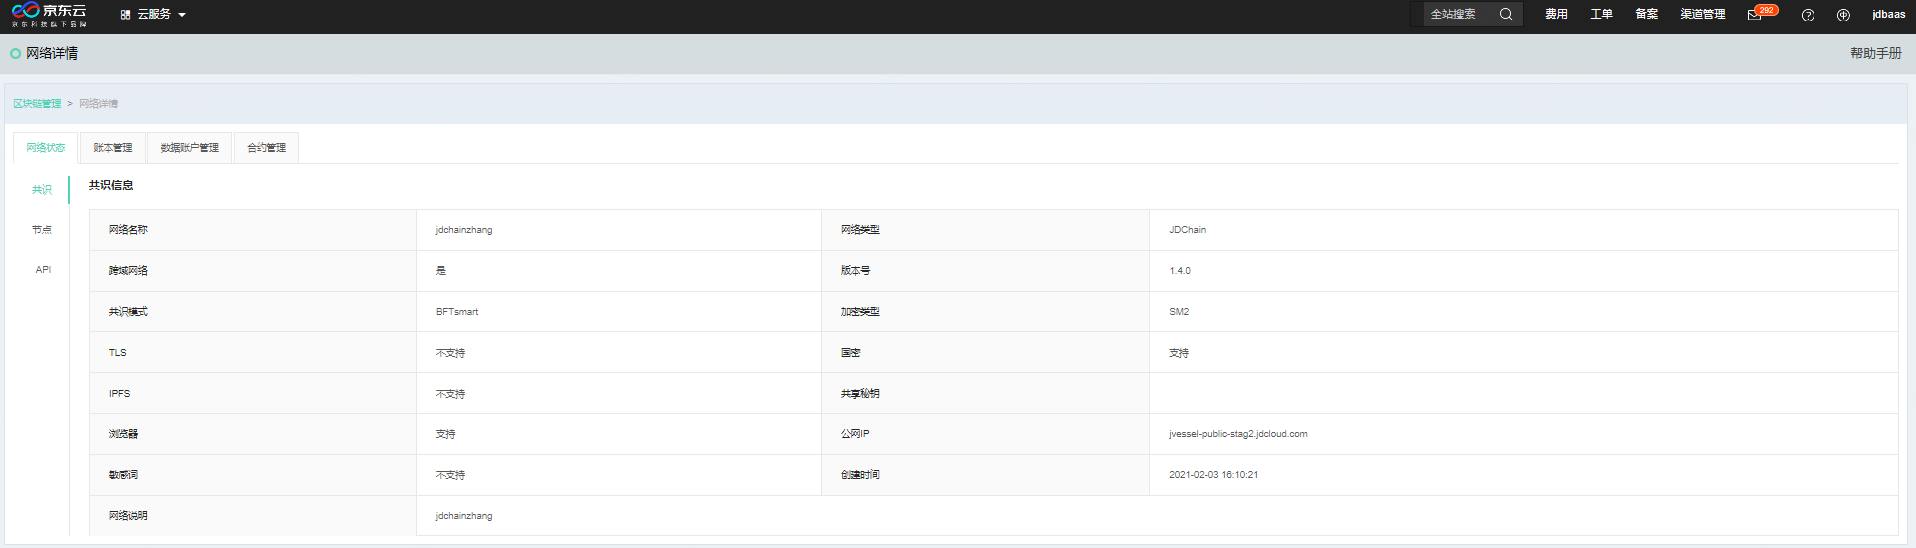 京东云
京东科技旗下品牌
云服务
全站搜索
费用
工单
备案
渠道管理
292
jdbaas
网络详情
帮助手册
区块链管理 > 网络详情
网络状态
账本管理
数据账户管理
合约管理
共识
节点
API
共识信息
网络名称 jdchainzhang 网络类型 JDChain
跨域网络 是 版本号 1.4.0
共识模式 BFTsmart 加密类型 SM2
TLS 不支持 国密 支持
IPFS 不支持 共享秘钥
浏览器 支持 公网IP jvessel-public-stag2.jdcloud.com
敏感词 不支持 创建时间 2021-02-03 16:10:21
网络说明 jdchainzhang